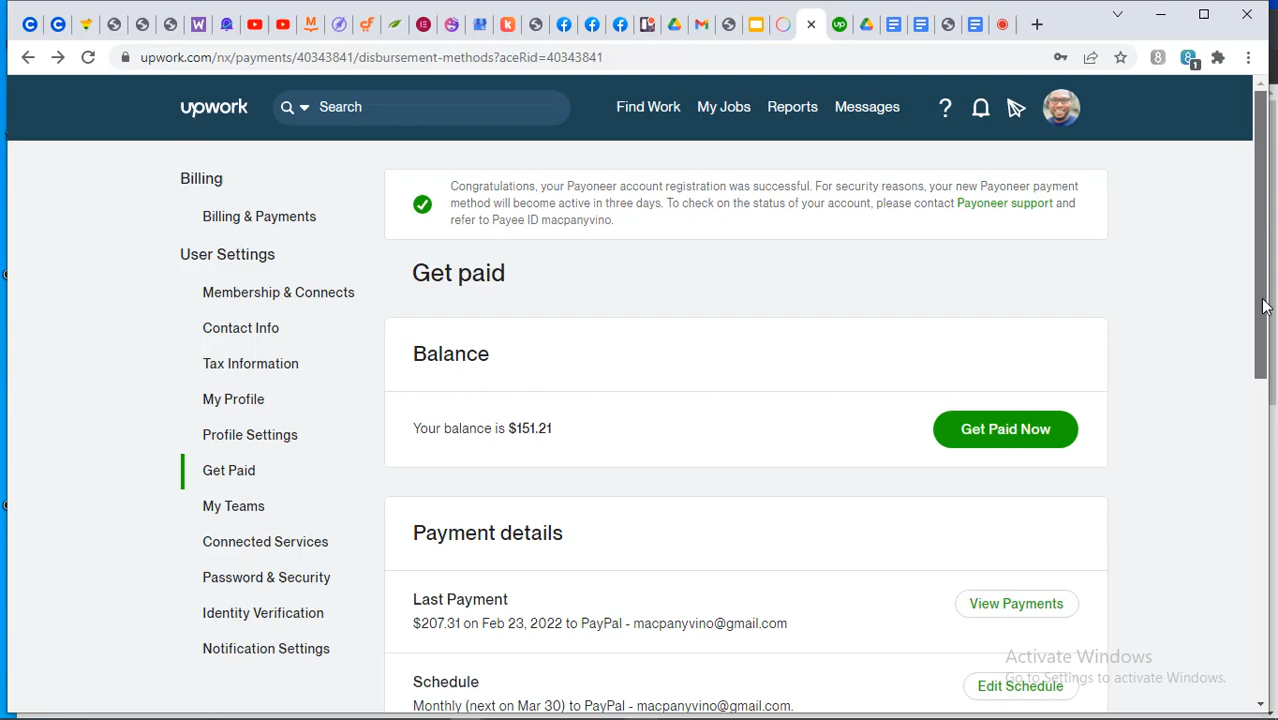 upwork.com/nx/payments/40343841/disbursement-methods?aceRid=40343841
1
upwork
Search
Find Work
My Jobs
Reports
Messages
Billing
Billing & Payments
User Settings
Membership & Connects
Contact Info
Tax Information
My Profile
Profile Settings
Get Paid
My Teams
Connected Services
Password & Security
Identity Verification
Notification Settings
Congratulations, your Payoneer account registration was successful. For security reasons, your new Payoneer payment
method will become active in three days. To check on the status of your account, please contact Payoneer support and
refer to Payee ID macpanyvino.
Get paid
Balance
Your balance is $151.21
Get Paid Now
Payment details
Last Payment
$207.31 on Feb 23, 2022 to PayPal - macpanyvino@gmail.com
View Payments
Schedule
Monthly (next on Mar 30) to PayPal - macpanyvino@gmail.com.
Edit Schedule
Activate Windows
Go to Settings to activate Windows.